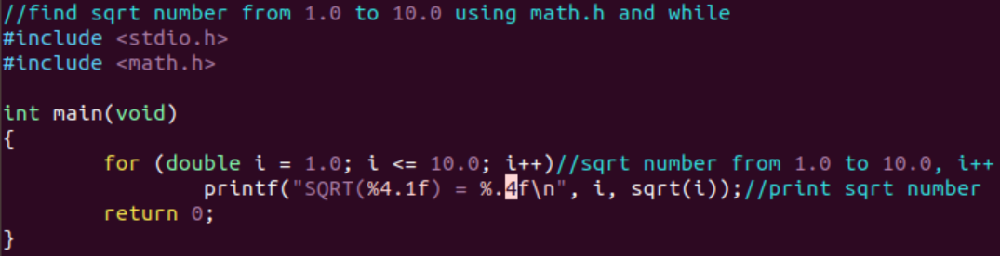 //find sqrt number from 1.0 to 10.0 using math.h and while
#include <stdio.h>
#include <math.h>
int main(void)
{
for (double i = 1.0; i <= 10.0; i++)//sqrt number from 1.0 to 10.0, i++
printf("SQRT(%4.1f) = %.4f\n", i, sqrt(i));//print sqrt number
return 0;
}